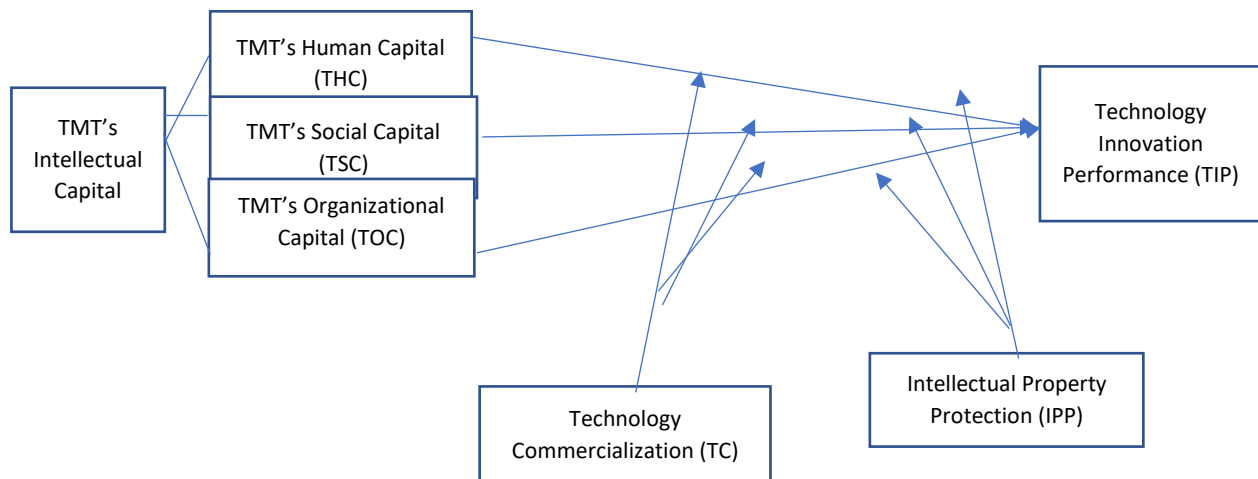 TMT’s
Intellectual
Capital
TMT’s Human Capital
(THC)
TMT’s Social Capital
(TSC)
TMT’s Organizational
Capital (TOC)
Technology
Innovation
Performance (TIP)
Technology
Commercialization (TC)
Intellectual Property
Protection (IPP)